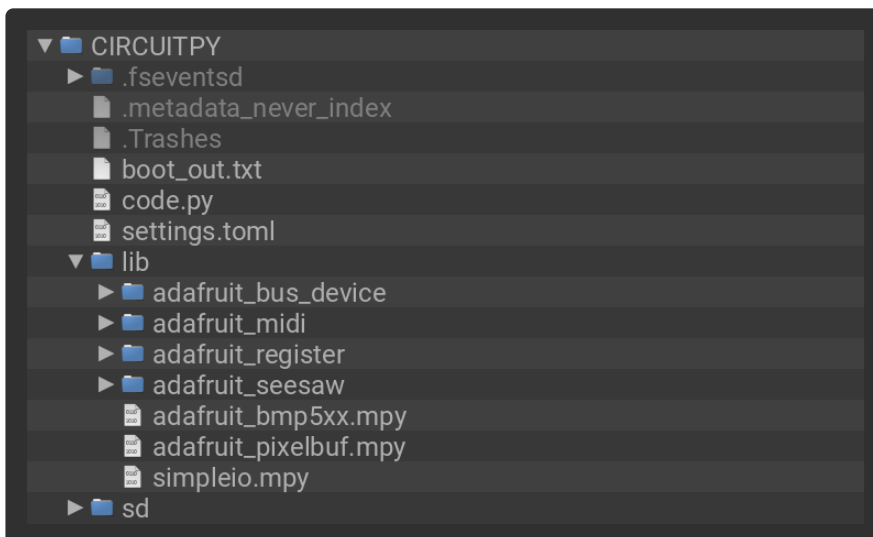 CIRCUITPY
.fseventsd
.metadata_never_index
.Trashes
boot_out.txt
code.py
settings.toml
lib
adafruit_bus_device
adafruit_midi
adafruit_register
adafruit_seesaw
adafruit_bmp5xx.mpy
adafruit_pixelbuf.mpy
simpleio.mpy
sd